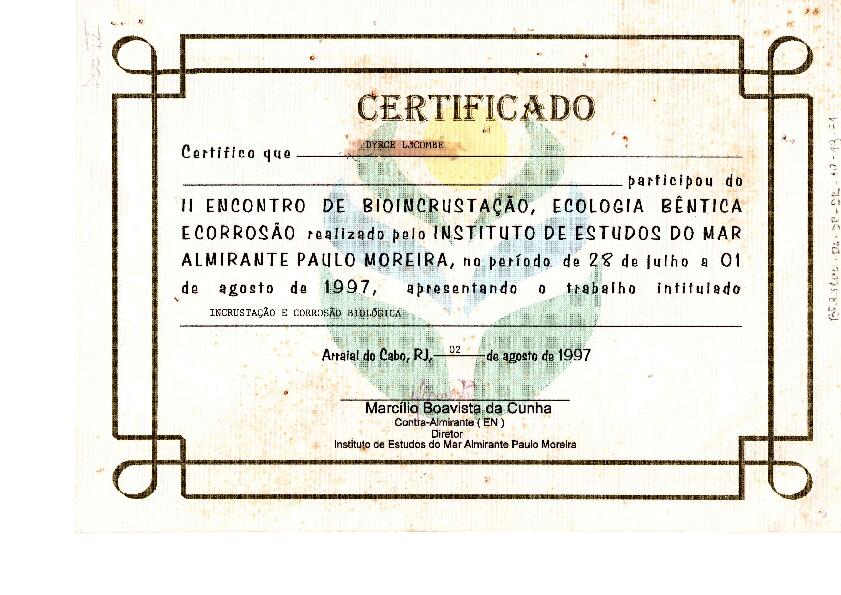 CERTIFICADO
Certifico que DYRCE LACOMBE
participou do
II ENCONTRO DE BIOINCRUSTAÇÃO, ECOLOGIA BÊNTICA
ECORROSÃO realizado pelo INSTITUTO DE ESTUDOS DO MAR
ALMIRANTE PAULO MOREIRA, no período de 28 de julho a 01
de agosto de 1997, apresentando o trabalho intitulado
INCRUSTAÇÃO E CORROSÃO BIOLÓGICA
Arraial do Cabo, RJ, 02 de agosto de 1997
Marcílio Boavista da Cunha
Contra-Almirante ( EN )
Diretor
Instituto de Estudos do Mar Almirante Paulo Moreira